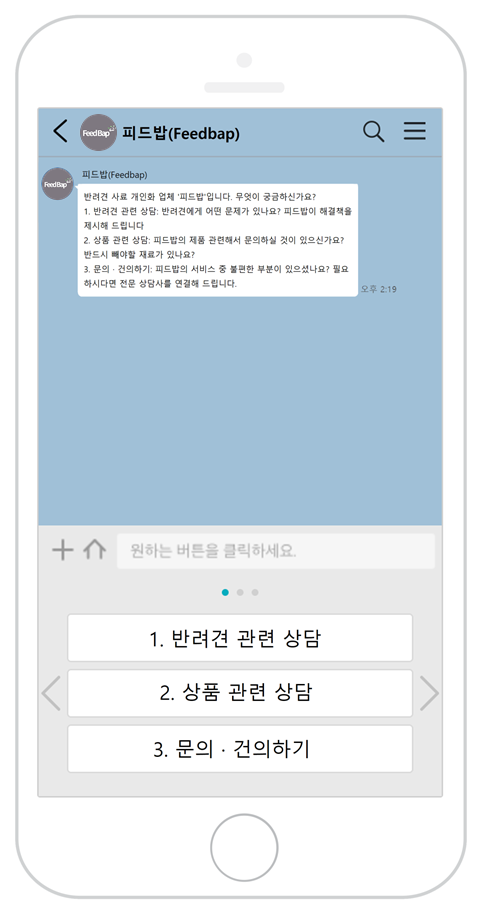 FeedBap
피드밥(Feedbap)
FeedBap
피드밥(Feedbap)
반려견 사료 개인화 업체 '피드밥'입니다. 무엇이 궁금하신가요?
1. 반려견 관련 상담: 반려견에게 어떤 문제가 있나요? 피드밥이 해결책을
제시해 드립니다
2. 상품 관련 상담: 피드밥의 제품 관련해서 문의하실 것이 있으신가요?
반드시 빼야할 재료가 있나요?
3. 문의 · 건의하기: 피드밥의 서비스 중 불편한 부분이 있으셨나요? 필요
하시다면 전문 상담사를 연결해 드립니다.
오후 2:19
원하는 버튼을 클릭하세요.
1. 반려견 관련 상담
2. 상품 관련 상담
3. 문의 · 건의하기